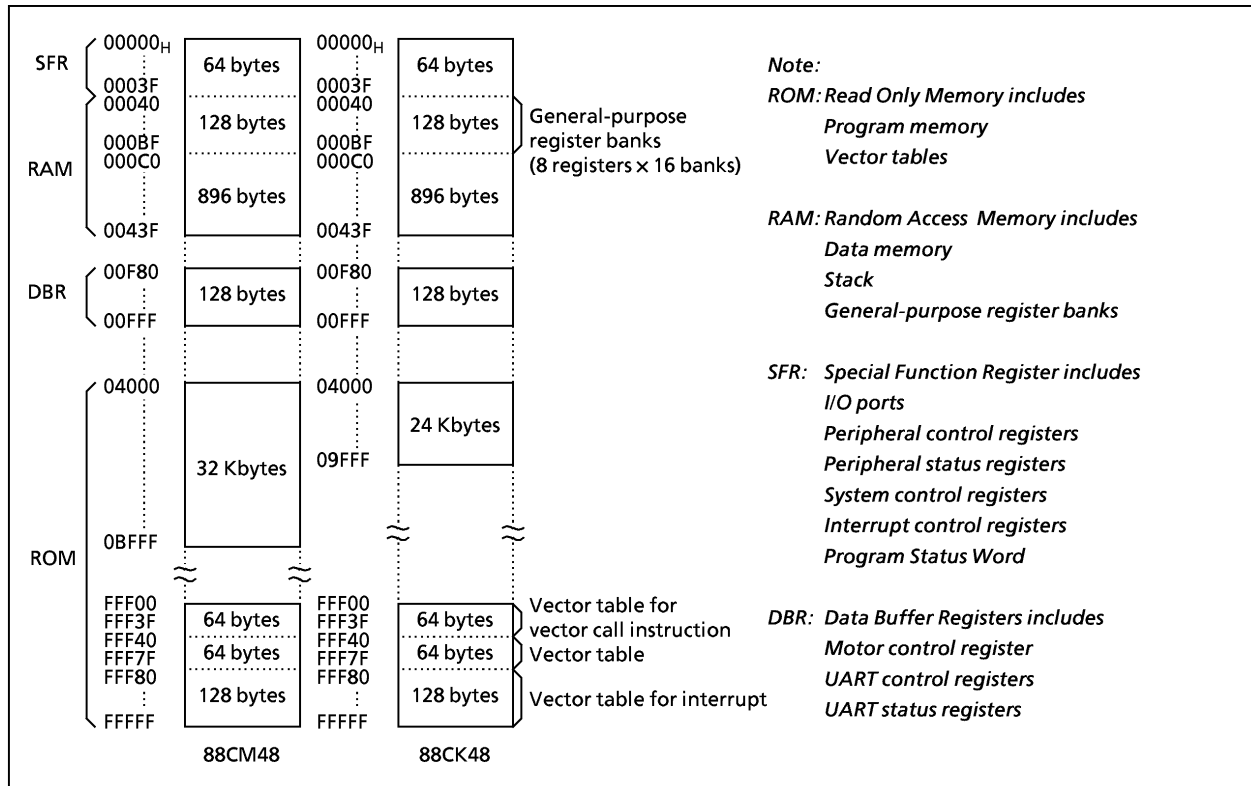 SFR
RAM
DBR
ROM
00000H
0003F
00040
000BF
000C0
0043F
00F80
00FFF
04000
0BFFF
FFF00
FFF3F
FFF40
FFF7F
FFF80
FFFFF
64 bytes
128 bytes
896 bytes
128 bytes
32 Kbytes
64 bytes
64 bytes
128 bytes
88CM48
00000H
0003F
00040
000BF
000C0
0043F
00F80
00FFF
04000
09FFF
FFF00
FFF3F
FFF40
FFF7F
FFF80
FFFFF
64 bytes
128 bytes
896 bytes
128 bytes
24 Kbytes
64 bytes
64 bytes
128 bytes
88CK48
General-purpose
register banks
(8 registers × 16 banks)
Vector table for
vector call instruction
Vector table
Vector table for interrupt
Note:
ROM: Read Only Memory includes
Program memory
Vector tables
RAM: Random Access Memory includes
Data memory
Stack
General-purpose register banks
SFR: Special Function Register includes
I/O ports
Peripheral control registers
Peripheral status registers
System control registers
Interrupt control registers
Program Status Word
DBR: Data Buffer Registers includes
Motor control register
UART control registers
UART status registers